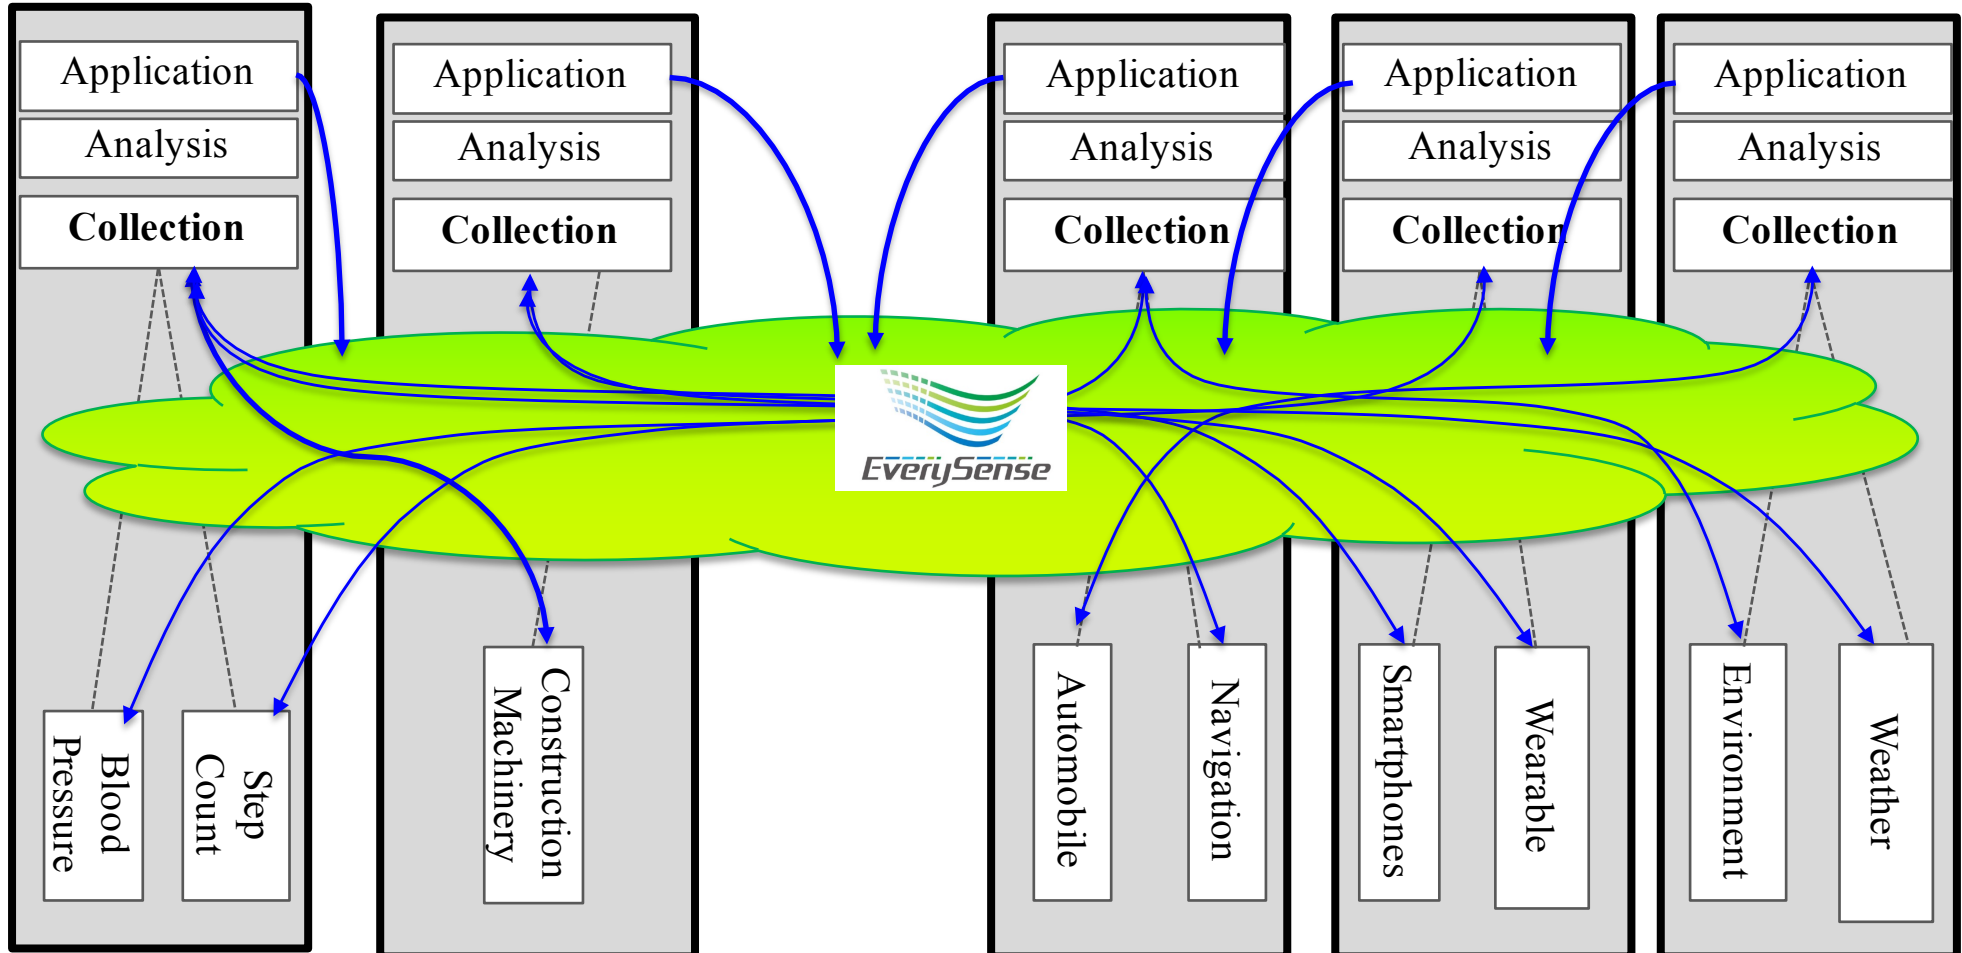 Application
Analysis
Collection
Application
Analysis
Collection
Application
Analysis
Collection
Application
Analysis
Collection
Application
Analysis
Collection
EverySense
Blood
Pressure
Step
Count
Construction
Machinery
Automobile
Navigation
Smartphones
Wearable
Environment
Weather